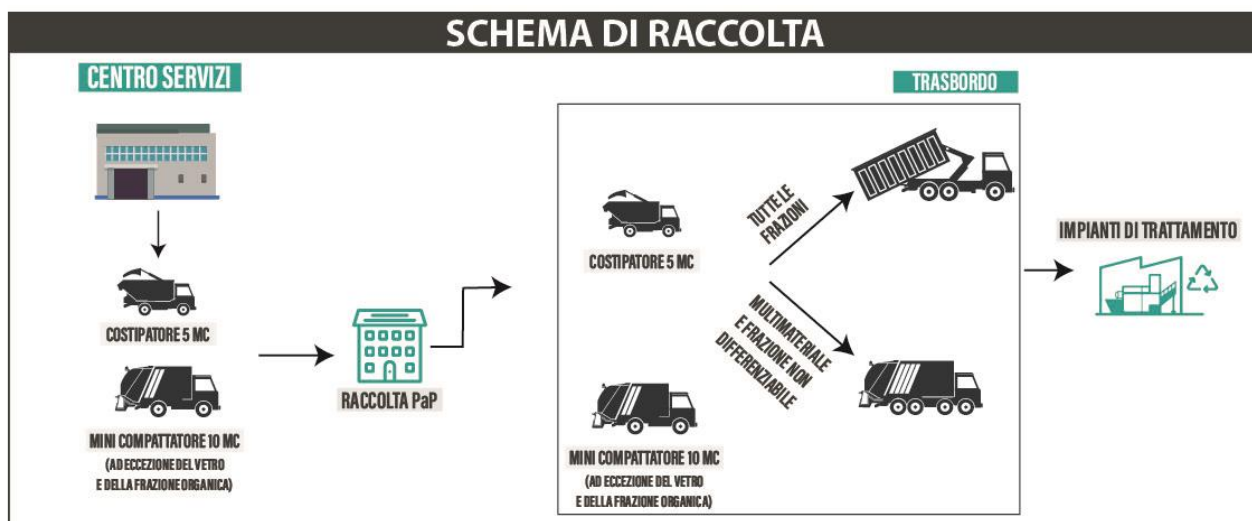 SCHEMA DI RACCOLTA
CENTRO SERVIZI
COSTIPATORE 5 MC
MINI COMPATTATORE 10 MC
(AD ECCEZIONE DEL VETRO
E DELLA FRAZIONE ORGANICA)
RACCOLTA PaP
TRASBORDO
COSTIPATORE 5 MC
TUTTE LE
FRAZIONI
MULTIMATERIALE
E FRAZIONE NON
DIFFERENZIABILE
MINI COMPATTATORE 10 MC
(AD ECCEZIONE DEL VETRO
E DELLA FRAZIONE ORGANICA)
IMPIANTI DI TRATTAMENTO